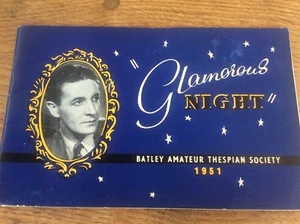 "Glamorous
NIGHT"
BATLEY AMATEUR THESPIAN SOCIETY
1951